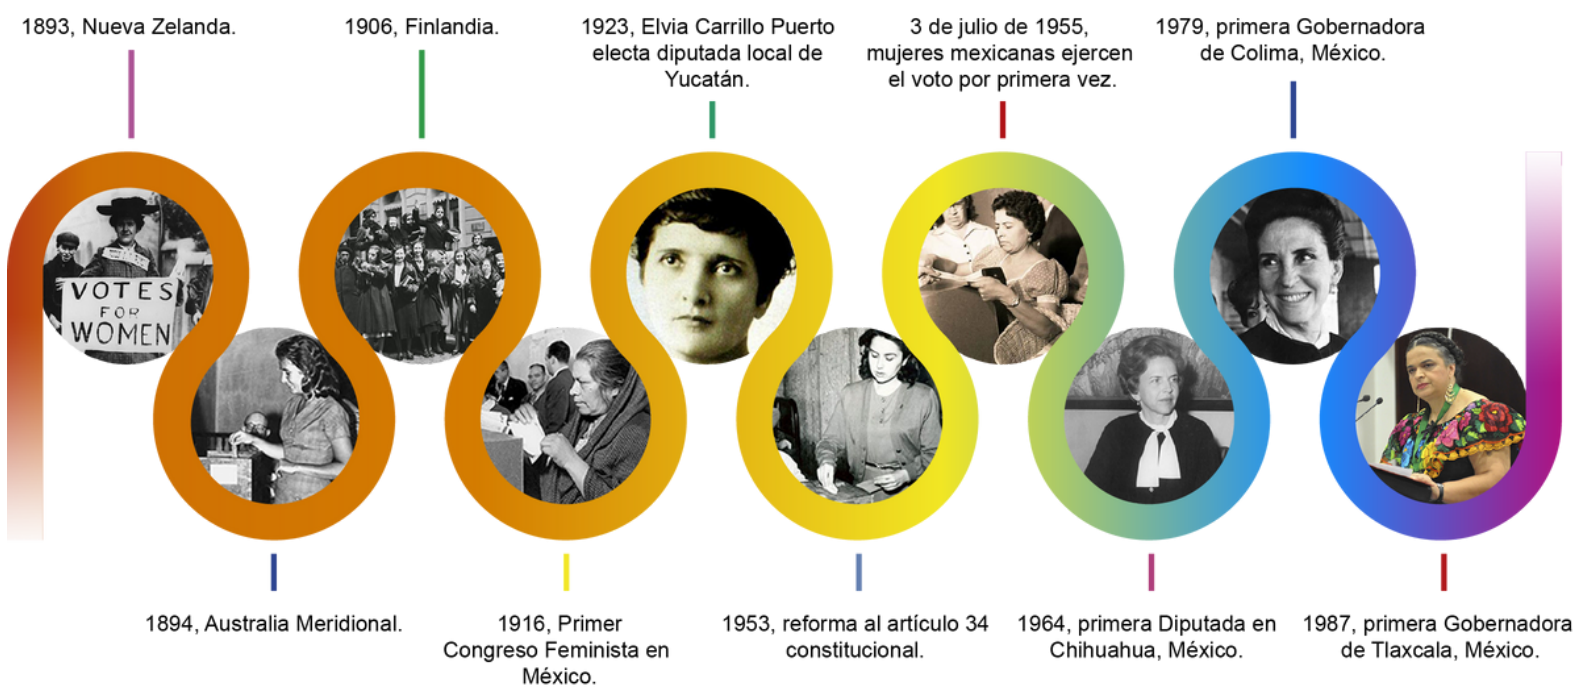 1893, Nueva Zelanda.
1906, Finlandia.
1923, Elvia Carrillo Puerto
electa diputada local de
Yucatán.
3 de julio de 1955,
mujeres mexicanas ejercen
el voto por primera vez.
1979, primera Gobernadora
de Colima, México.
VOTES
FOR
WOMEN
1894, Australia Meridional.
1916, Primer
Congreso Feminista en
México.
1953, reforma al artículo 34
constitucional.
1964, primera Diputada en
Chihuahua, México.
1987, primera Gobernadora
de Tlaxcala, México.